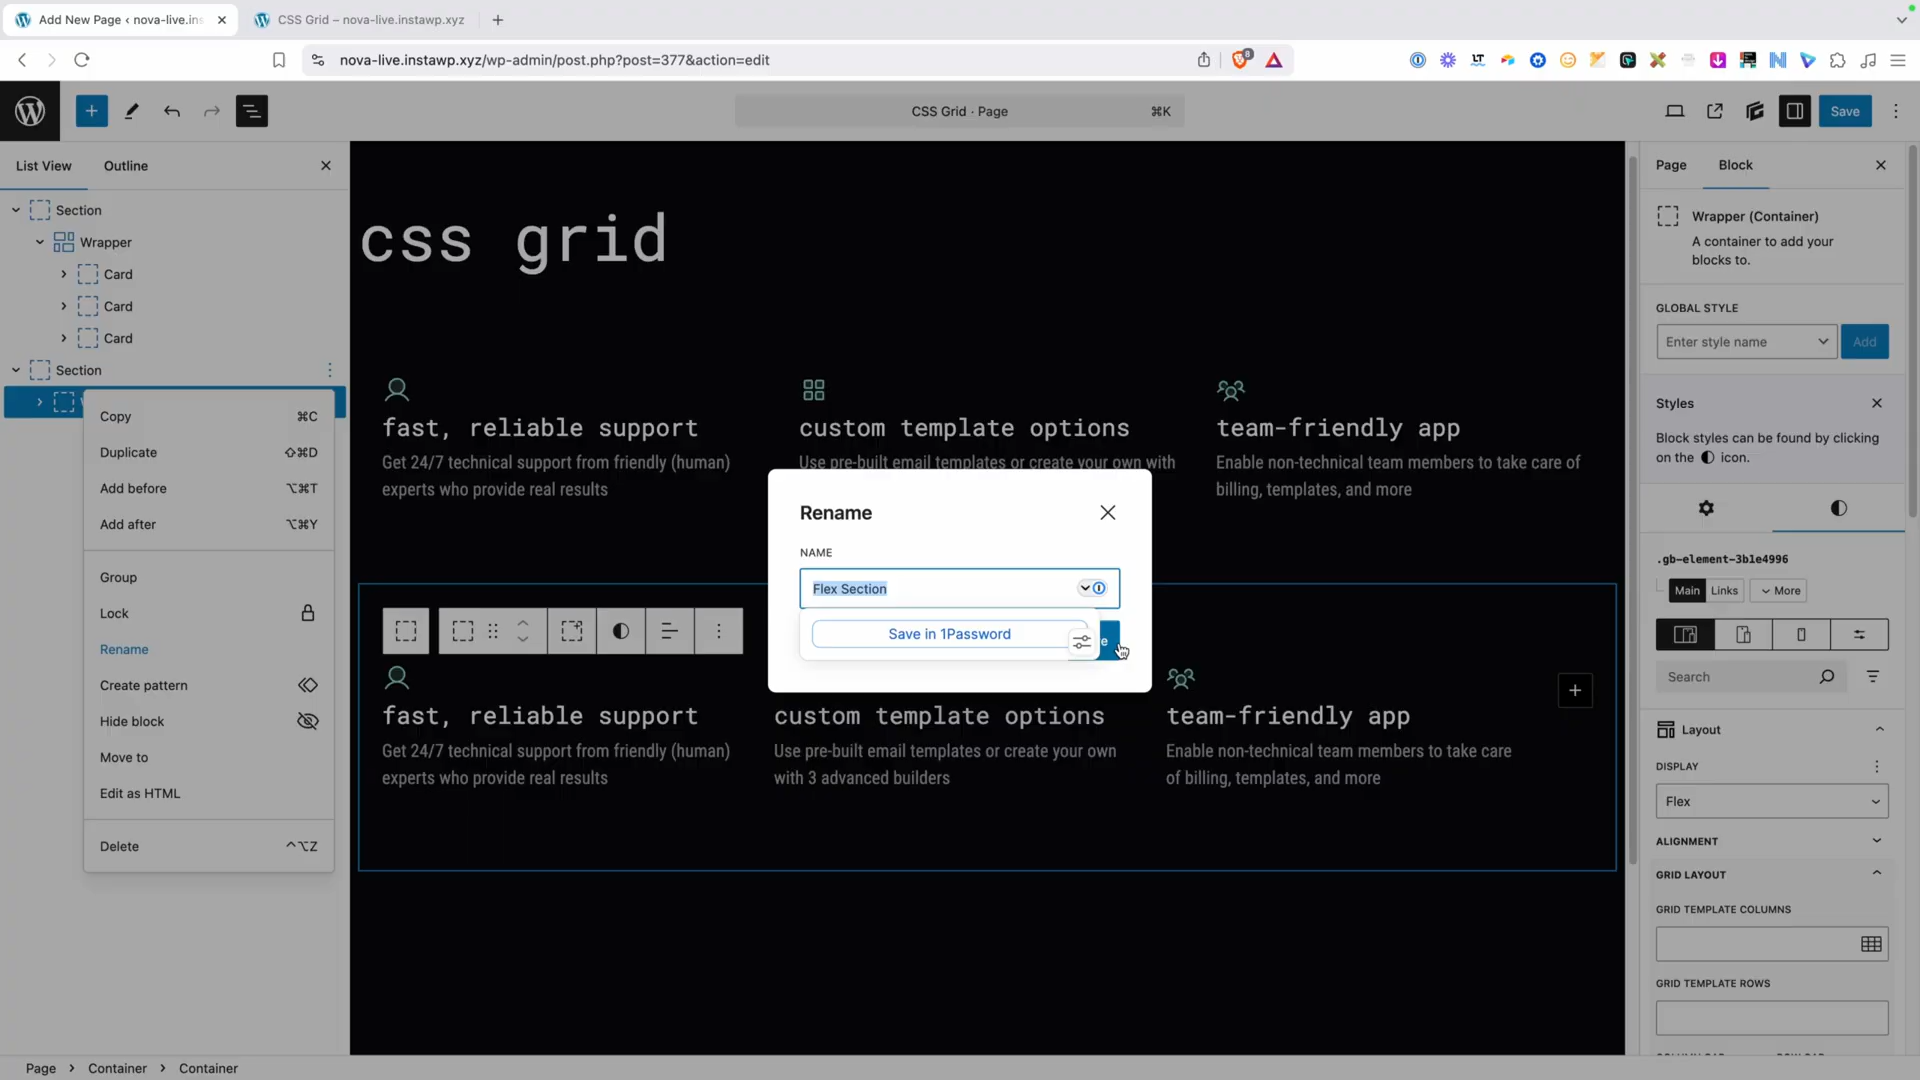 Add New Page ‹ nova-live.ins
CSS Grid – nova-live.instawp.xyz
nova-live.instawp.xyz/wp-admin/post.php?post=377&action=edit
8
LT
CSS Grid · Page
⌘K
Save
List View
Outline
Section
Wrapper
Card
Card
Card
Section
Copy ⌘C
Duplicate ⇧⌘D
Add before ⌥⌘T
Add after ⌥⌘Y
Group
Lock
Rename
Create pattern
Hide block
Move to
Edit as HTML
Delete ^⌥Z
css grid
fast, reliable support
Get 24/7 technical support from friendly (human)
experts who provide real results
custom template options
Use pre-built email templates or create your own with
team-friendly app
Enable non-technical team members to take care of
billing, templates, and more
Rename
NAME
Flex Section
Save in 1Password
e
fast, reliable support
Get 24/7 technical support from friendly (human)
experts who provide real results
custom template options
Use pre-built email templates or create your own
with 3 advanced builders
team-friendly app
Enable non-technical team members to take care
of billing, templates, and more
Page
Block
Wrapper (Container)
A container to add your
blocks to.
GLOBAL STYLE
Enter style name
Add
Styles
Block styles can be found by clicking
on the icon.
.gb-element-3b1e4996
Main
Links
More
Search
Layout
DISPLAY
Flex
ALIGNMENT
GRID LAYOUT
GRID TEMPLATE COLUMNS
GRID TEMPLATE ROWS
Page > Container > Container